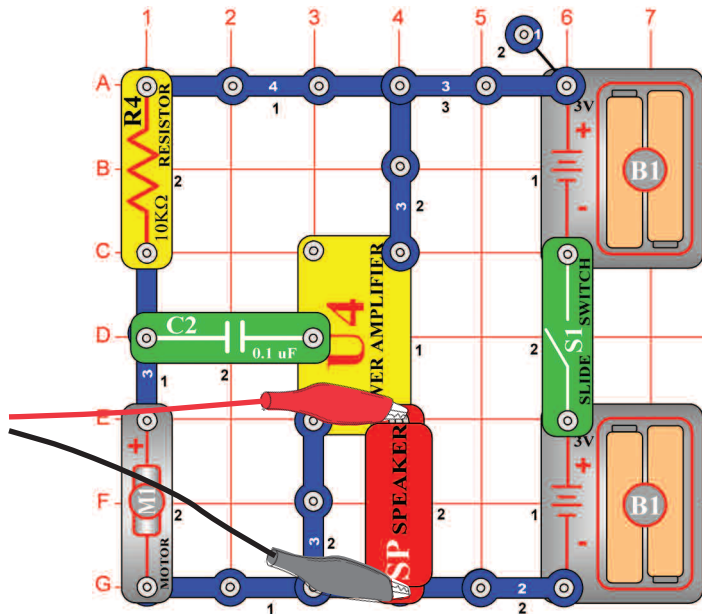 1 2 3 4 5 6 7
1
2
A
4
3
1
3
3V
+
R4
RESISTOR
10KΩ
2
B
3
2
1
B1
-
C
C2
0.1 uF
2
D
U4
WER AMPLIFIER
1
2
S1
SLIDE SWITCH
3
1
E
+
M1
MOTOR
2
F
3
2
SP
SPEAKER
2
3V
+
1
B1
-
G
1
2
2